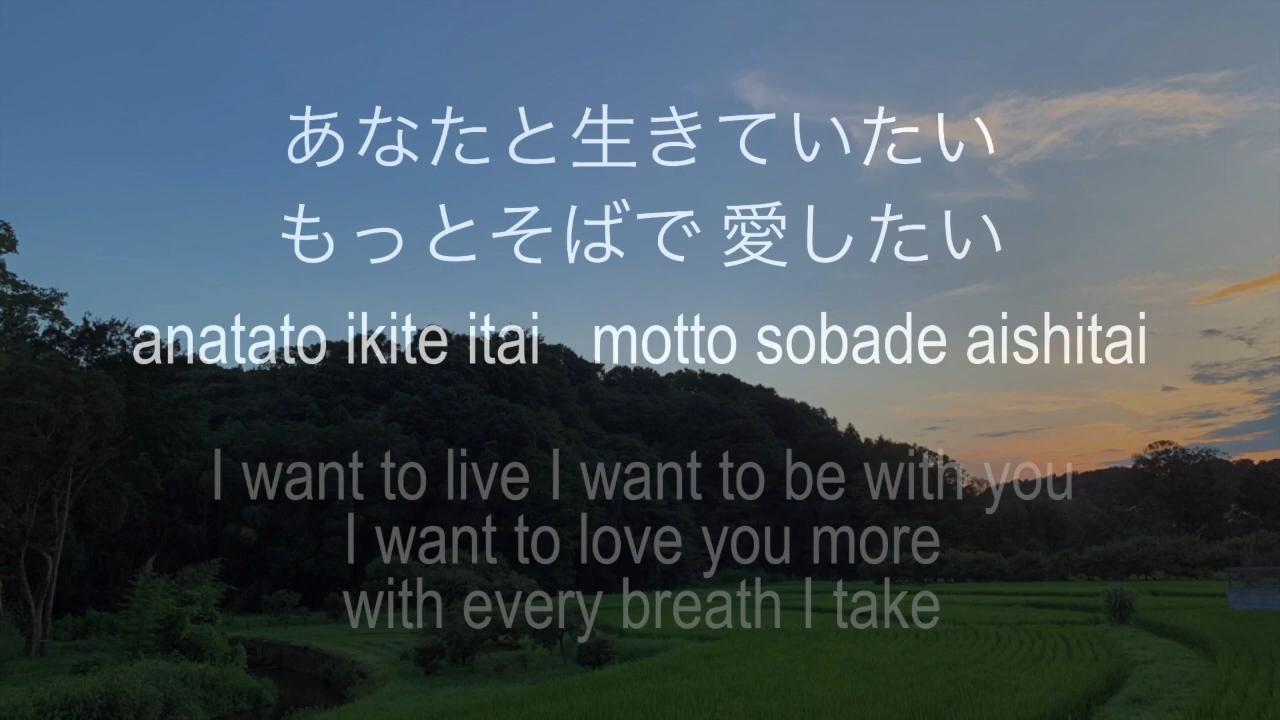 あなたと生きていたい
もっとそばで 愛したい
anatato ikite itai motto sobade aishitai
I want to live I want to be with you
I want to love you more
with every breath I take